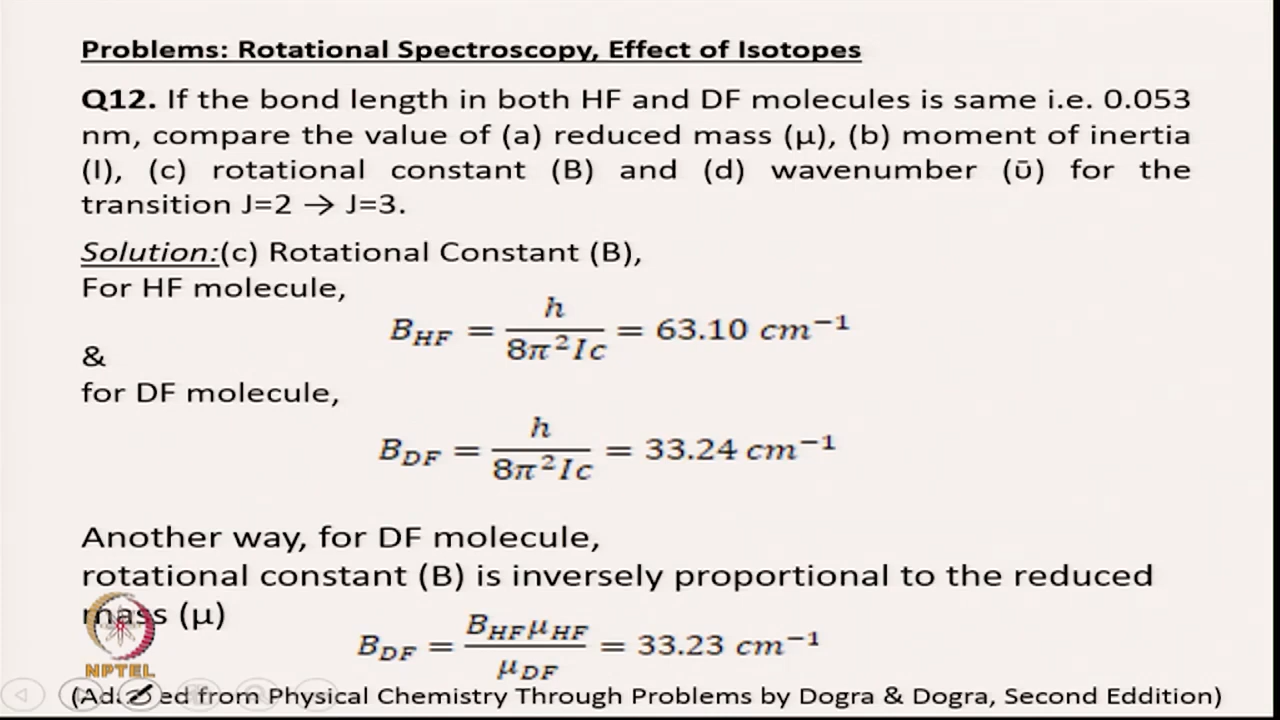 Problems: Rotational Spectroscopy, Effect of Isotopes
Q12. If the bond length in both HF and DF molecules is same i.e. 0.053
nm, compare the value of (a) reduced mass (μ), (b) moment of inertia
(I), (c) rotational constant (B) and (d) wavenumber (ū) for the
transition J=2 → J=3.
Solution:(c) Rotational Constant (B),
For HF molecule,
B_HF = h / 8π²Ic = 63.10 cm⁻¹
&
for DF molecule,
B_DF = h / 8π²Ic = 33.24 cm⁻¹
Another way, for DF molecule,
rotational constant (B) is inversely proportional to the reduced
mass (μ)
B_DF = B_HF μ_HF / μ_DF = 33.23 cm⁻¹
NPTEL
(Adapted from Physical Chemistry Through Problems by Dogra & Dogra, Second Eddition)